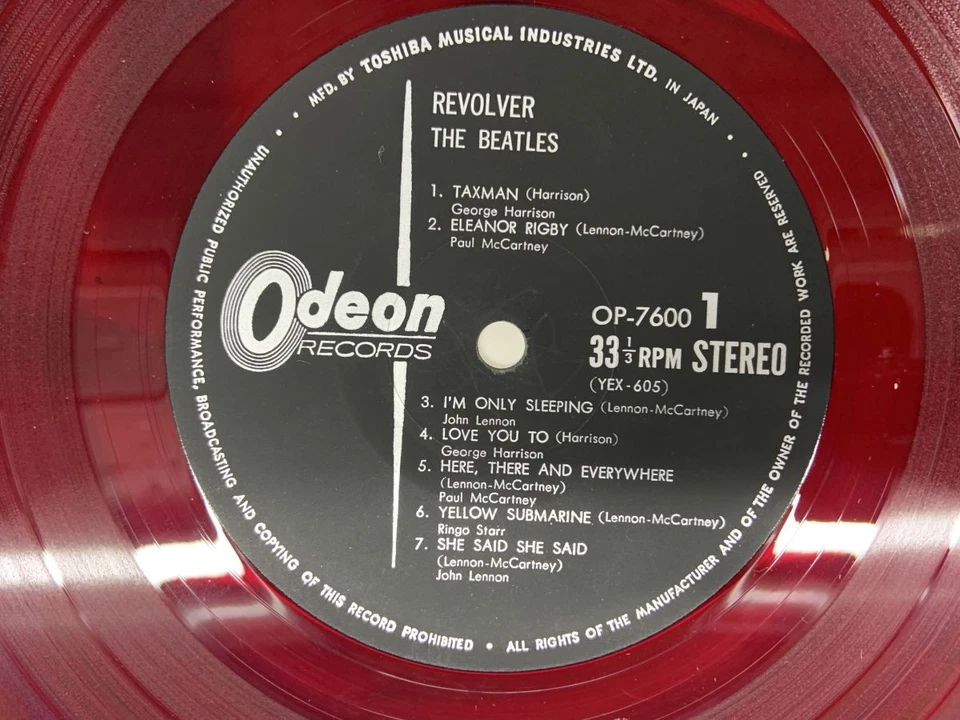 MFD. BY TOSHIBA MUSICAL INDUSTRIES LTD. IN JAPAN
REVOLVER
THE BEATLES
1. TAXMAN (Harrison)
George Harrison
2. ELEANOR RIGBY (Lennon-McCartney)
Paul McCartney
Odeon
RECORDS
OP-7600 1
33 1/3 RPM STEREO
(YEX-605)
3. I'M ONLY SLEEPING (Lennon-McCartney)
John Lennon
4. LOVE YOU TO (Harrison)
George Harrison
5. HERE, THERE AND EVERYWHERE
(Lennon-McCartney)
Paul McCartney
6. YELLOW SUBMARINE (Lennon-McCartney)
Ringo Starr
7. SHE SAID SHE SAID
(Lennon-McCartney)
John Lennon
UNAUTHORIZED PUBLIC PERFORMANCE, BROADCASTING AND COPYING OF THIS RECORD PROHIBITED • ALL RIGHTS OF THE MANUFACTURER AND OF THE OWNER OF THE RECORDED WORK ARE RESERVED